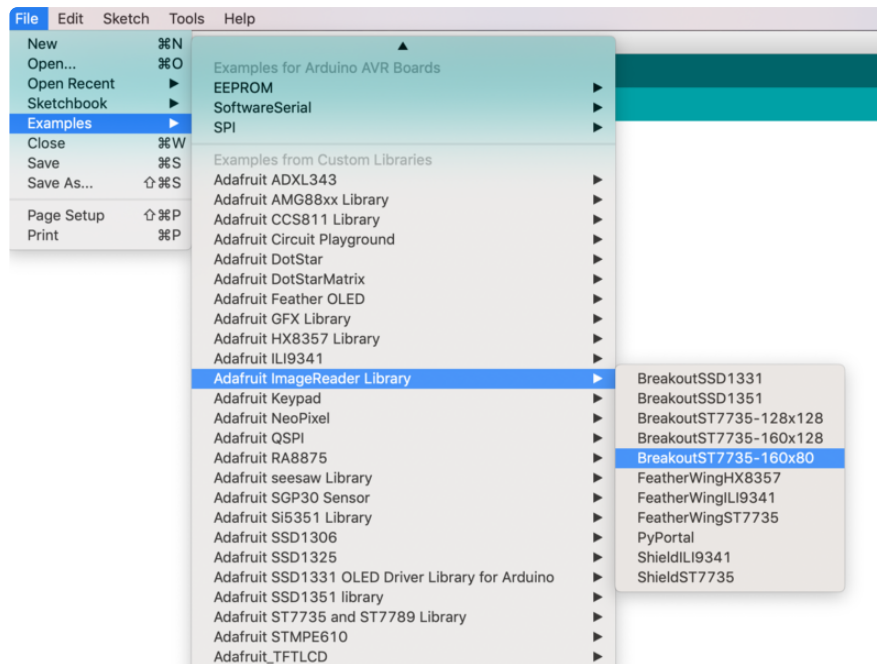 File Edit Sketch Tools Help
New ⌘N
Open... ⌘O
Open Recent
Sketchbook
Examples
Close ⌘W
Save ⌘S
Save As... ⇧⌘S
Page Setup ⇧⌘P
Print ⌘P
Examples for Arduino AVR Boards
EEPROM
SoftwareSerial
SPI
Examples from Custom Libraries
Adafruit ADXL343
Adafruit AMG88xx Library
Adafruit CCS811 Library
Adafruit Circuit Playground
Adafruit DotStar
Adafruit DotStarMatrix
Adafruit Feather OLED
Adafruit GFX Library
Adafruit HX8357 Library
Adafruit ILI9341
Adafruit ImageReader Library
Adafruit Keypad
Adafruit NeoPixel
Adafruit QSPI
Adafruit RA8875
Adafruit seesaw Library
Adafruit SGP30 Sensor
Adafruit Si5351 Library
Adafruit SSD1306
Adafruit SSD1325
Adafruit SSD1331 OLED Driver Library for Arduino
Adafruit SSD1351 library
Adafruit ST7735 and ST7789 Library
Adafruit STMPE610
Adafruit_TFTLCD
BreakoutSSD1331
BreakoutSSD1351
BreakoutST7735-128x128
BreakoutST7735-160x128
BreakoutST7735-160x80
FeatherWingHX8357
FeatherWingILI9341
FeatherWingST7735
PyPortal
ShieldILI9341
ShieldST7735